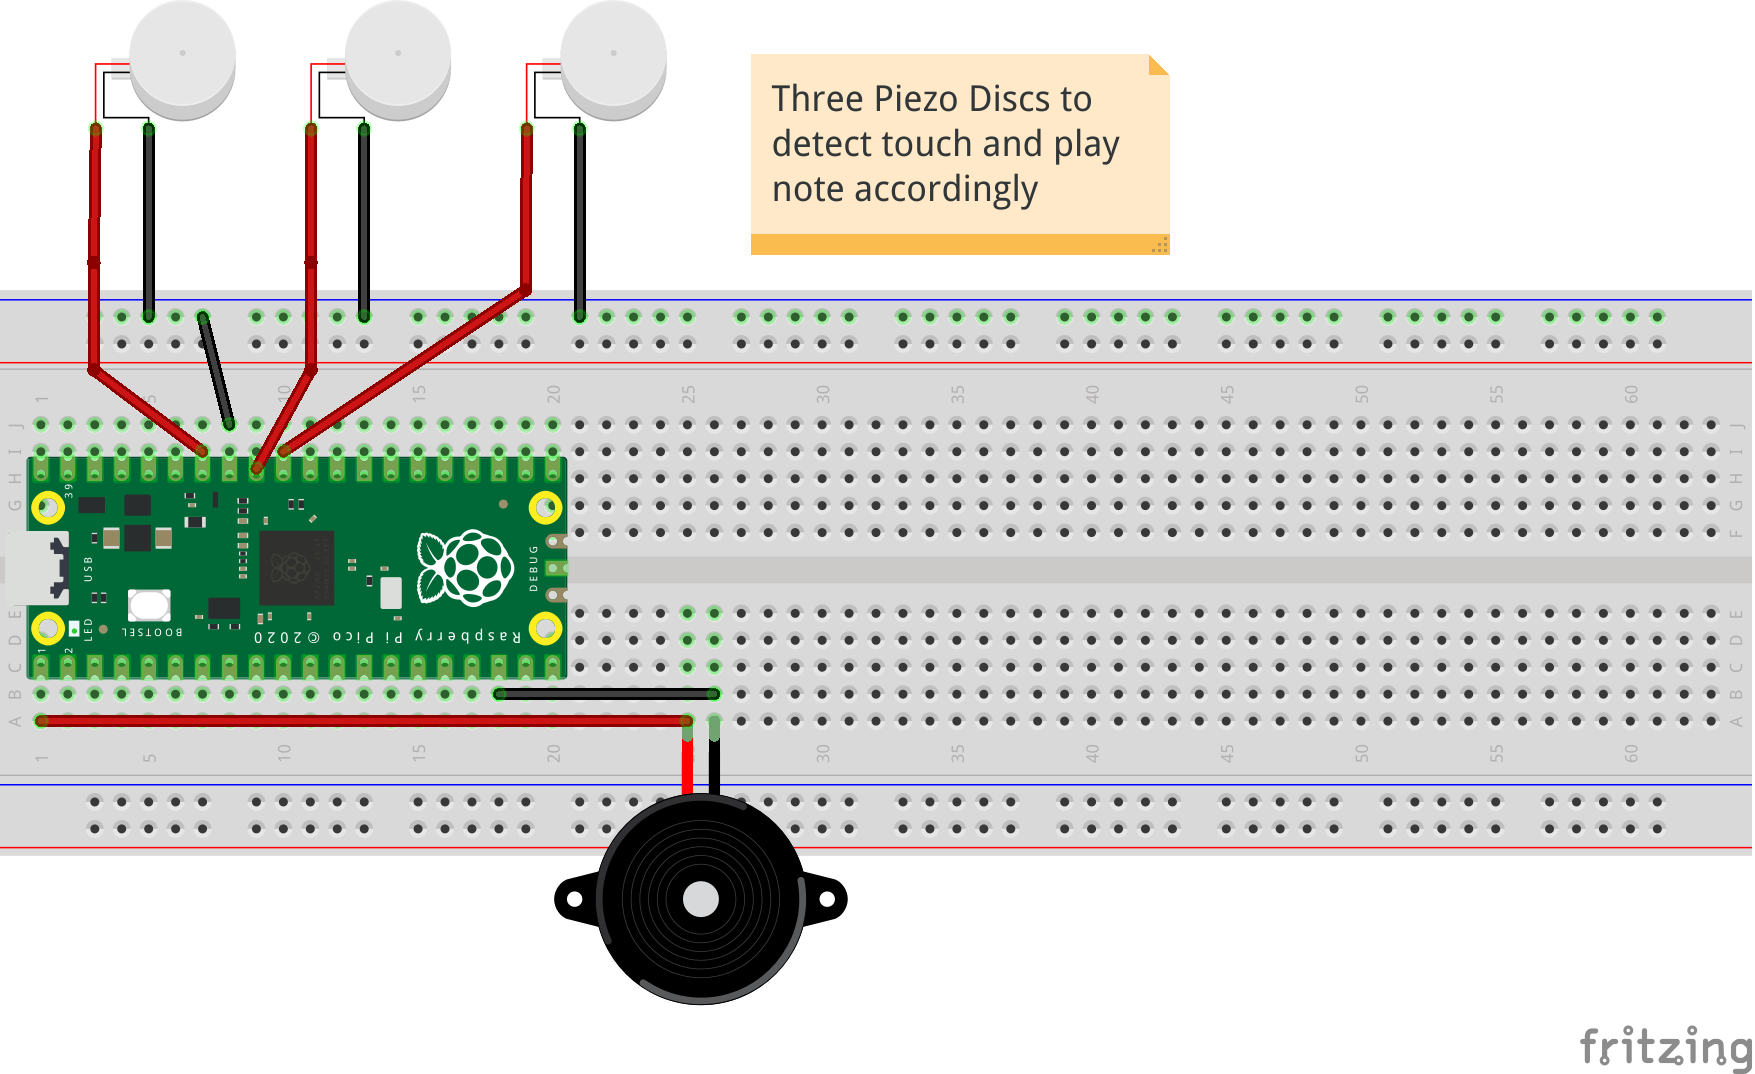 Three Piezo Discs to
detect touch and play
note accordingly
1 5 10 15 20 25 30 35 40 45 50 55 60
J J
I I
H H
G G
F F
39
USB
DEBUG
BOOTSEL
LED
1
2
Raspberry Pi Pico © 2020
E E
D D
C C
B B
A A
1 5 10 15 20 30 35 40 45 50 55 60
fritzing